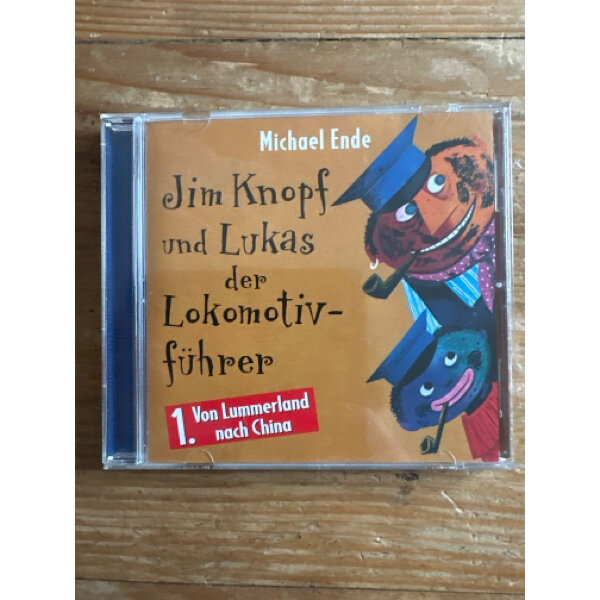 Michael Ende
Jim Knopf
und Lukas
der
Lokomotiv-
führer
1. Von Lummerland
nach China